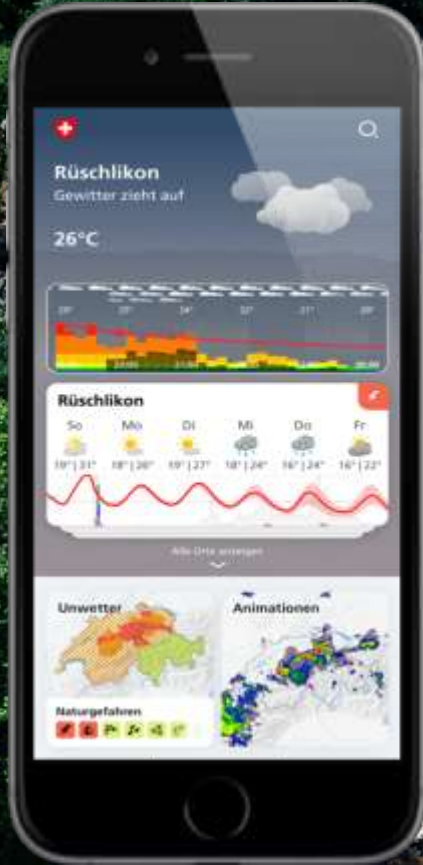 Rüschlikon
Gewitter zieht auf
26°C
Rüschlikon
So Mo Di Mi Do Fr
19°|31° 18°|26° 19°|27° 18°|24° 16°|24° 16°|22°
Alle Orte anzeigen
Unwetter
Animationen
Naturgefahren